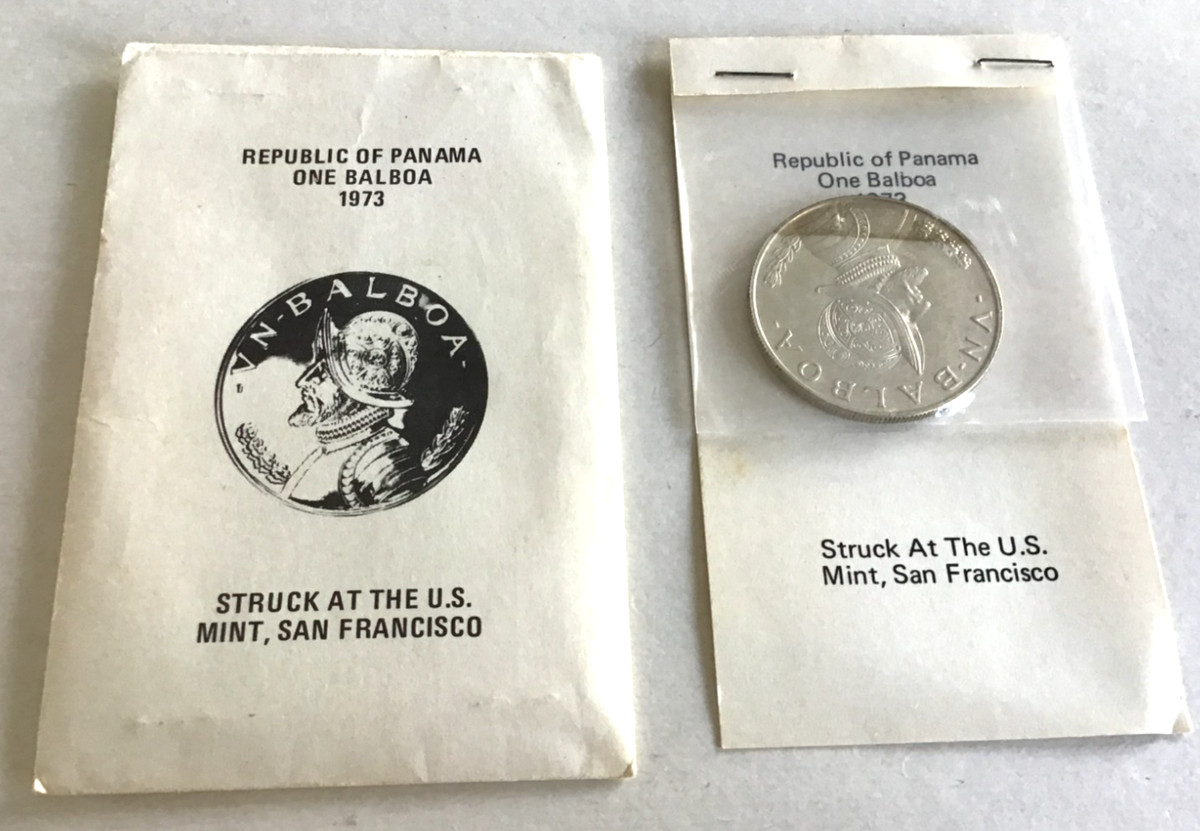 REPUBLIC OF PANAMA
ONE BALBOA
1973
VN·BALBOA
STRUCK AT THE U.S.
MINT, SAN FRANCISCO
Republic of Panama
One Balboa
1973
·VN·BALBOA·
Struck At The U.S.
Mint, San Francisco